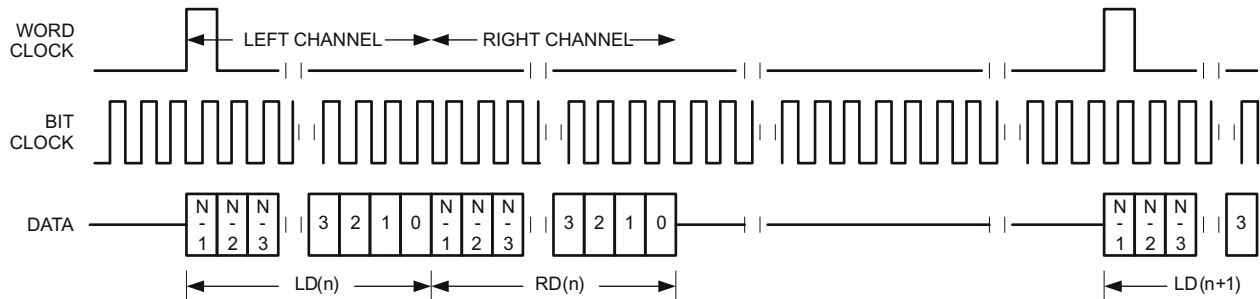 WORD
CLOCK
LEFT CHANNEL
RIGHT CHANNEL
BIT
CLOCK
DATA
N-1 N-2 N-3 3 2 1 0 N-1 N-2 N-3 3 2 1 0 N-1 N-2 N-3 3
LD(n)
RD(n)
LD(n+1)